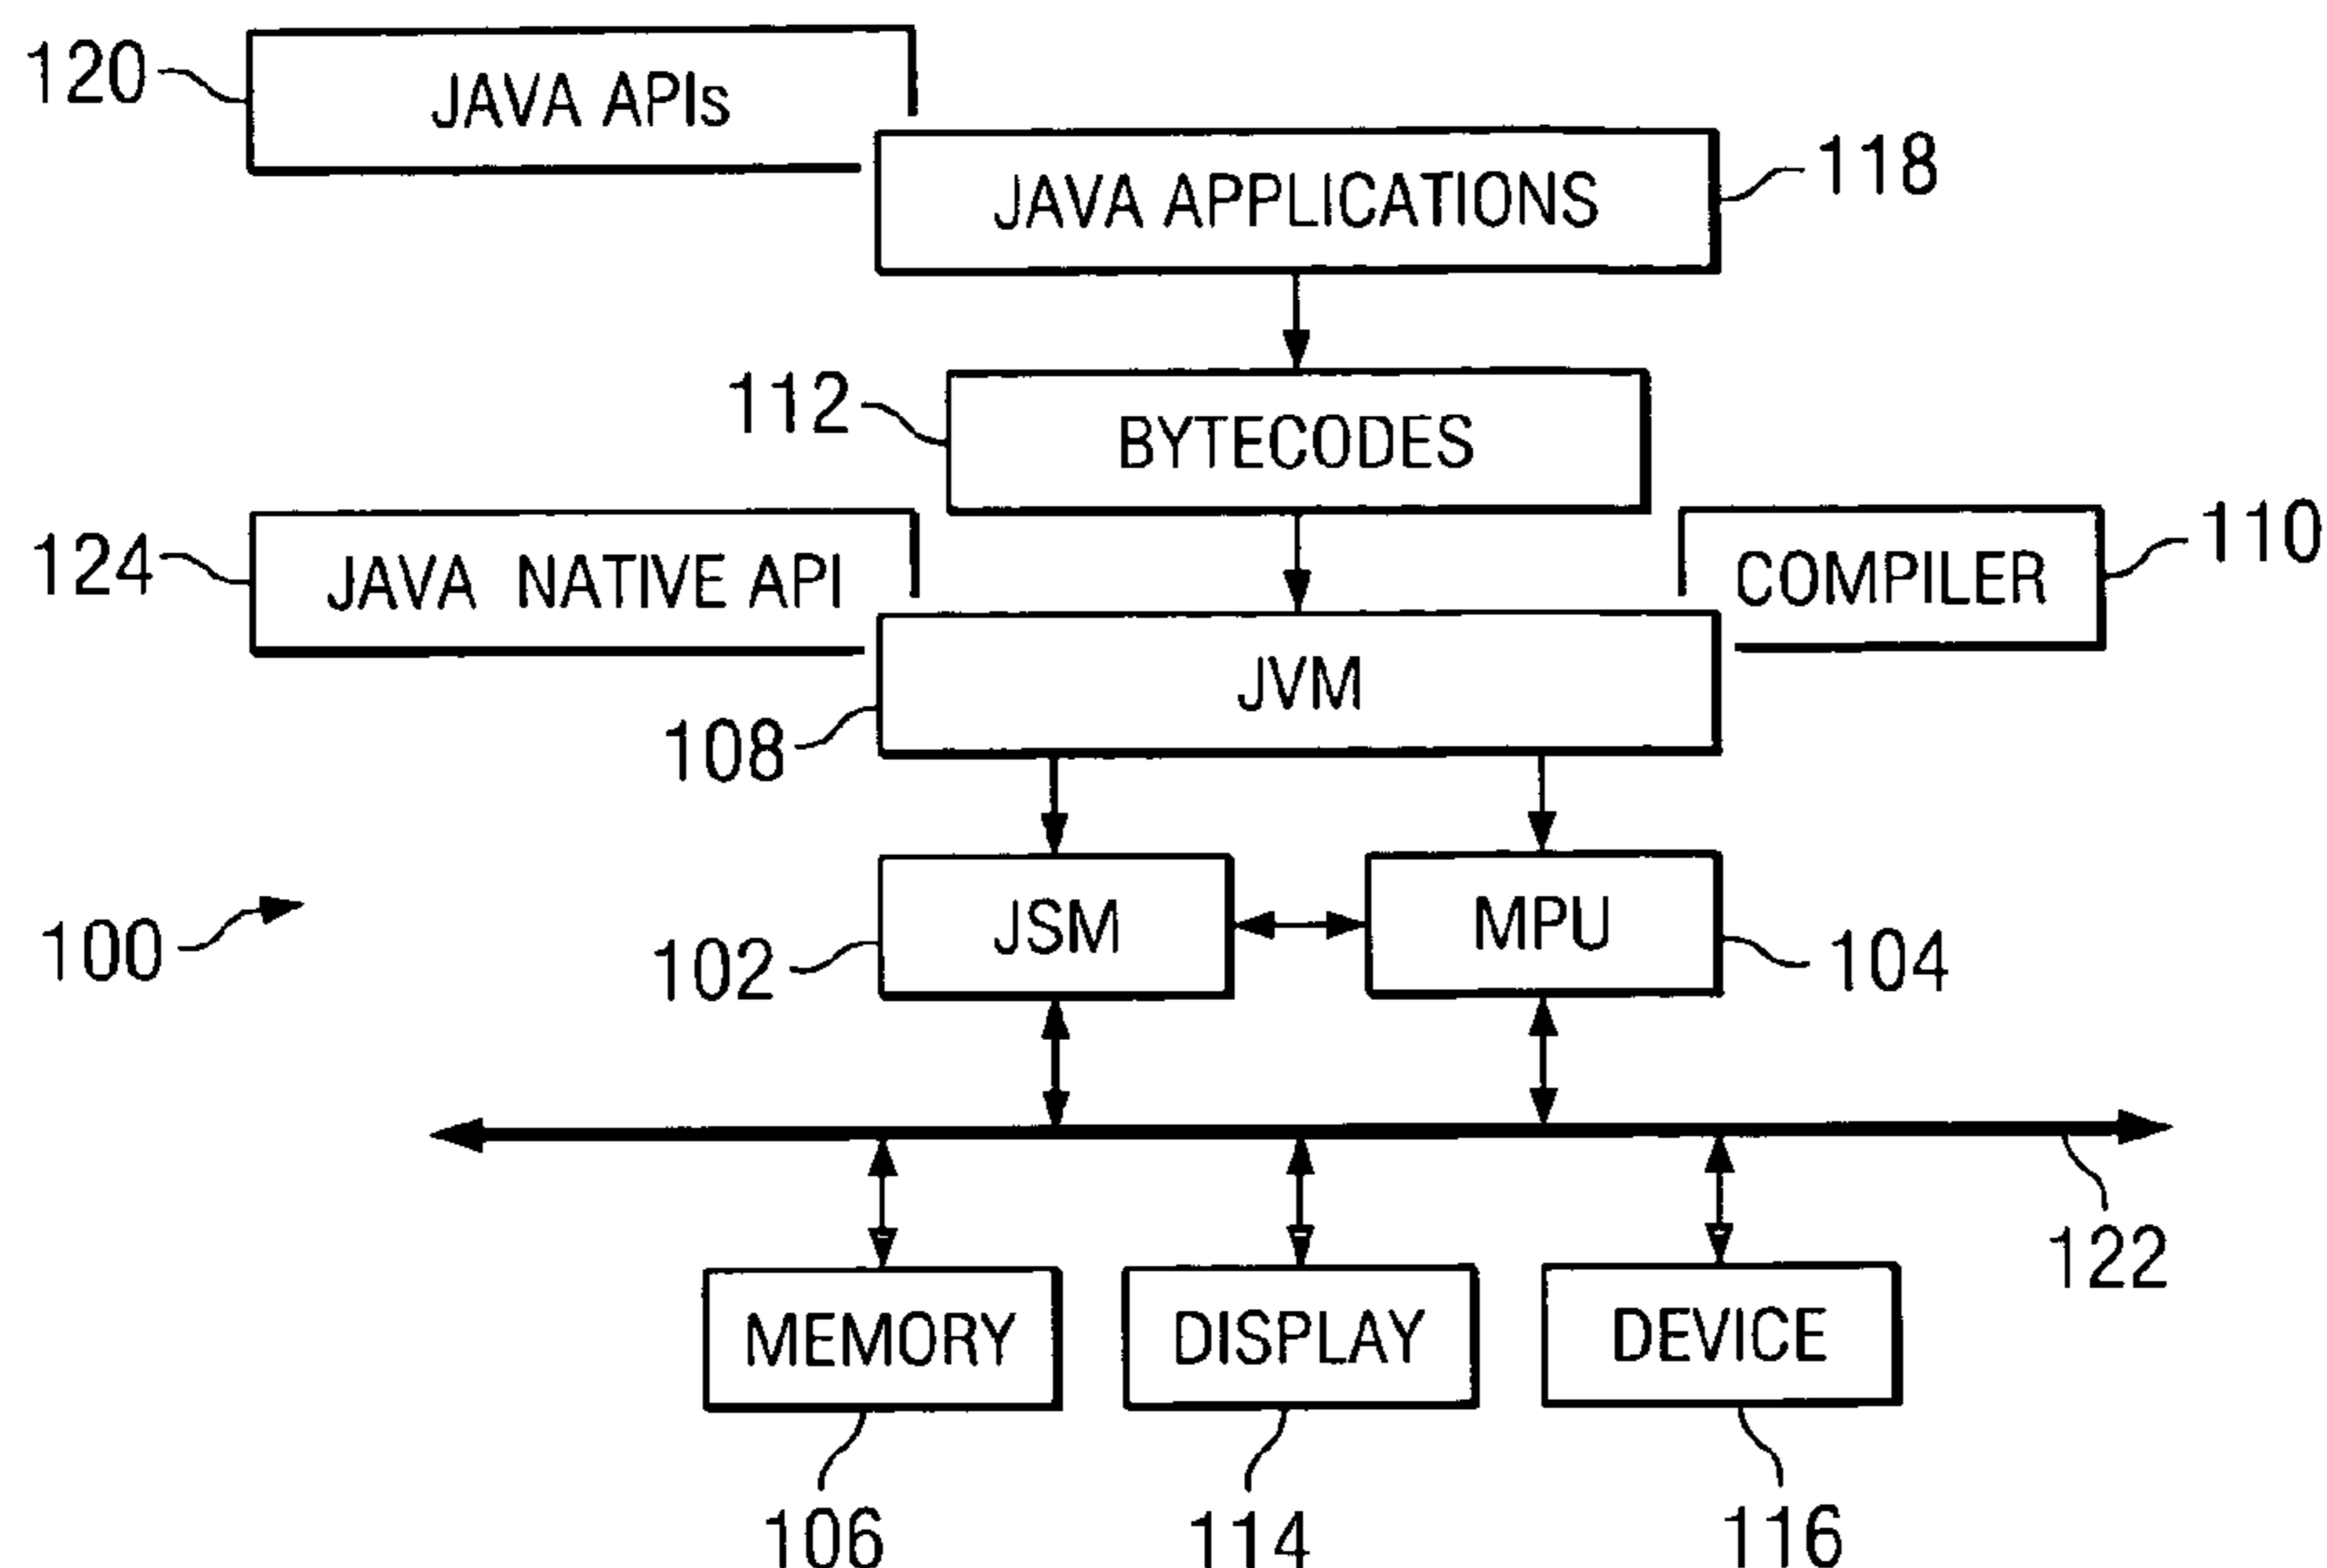 120
JAVA APIs
JAVA APPLICATIONS
118
112
BYTECODES
124
JAVA NATIVE API
COMPILER
110
JVM
108
100
JSM
102
MPU
104
122
MEMORY
DISPLAY
DEVICE
106
114
116